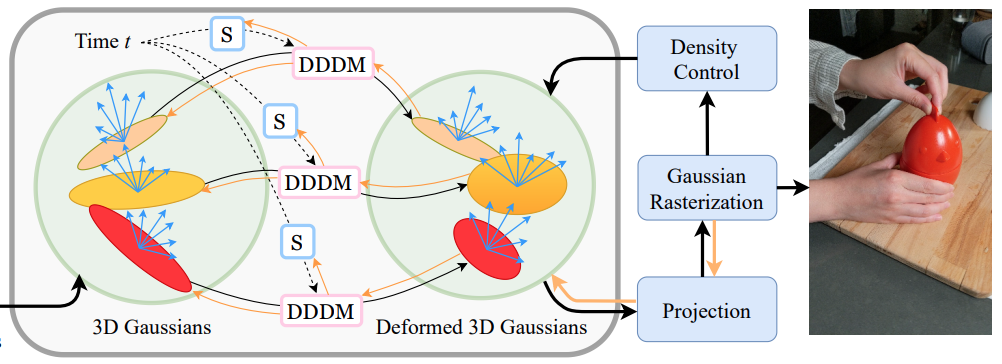 Time t
S
DDDM
S
DDDM
S
DDDM
3D Gaussians
Deformed 3D Gaussians
Density
Control
Gaussian
Rasterization
Projection